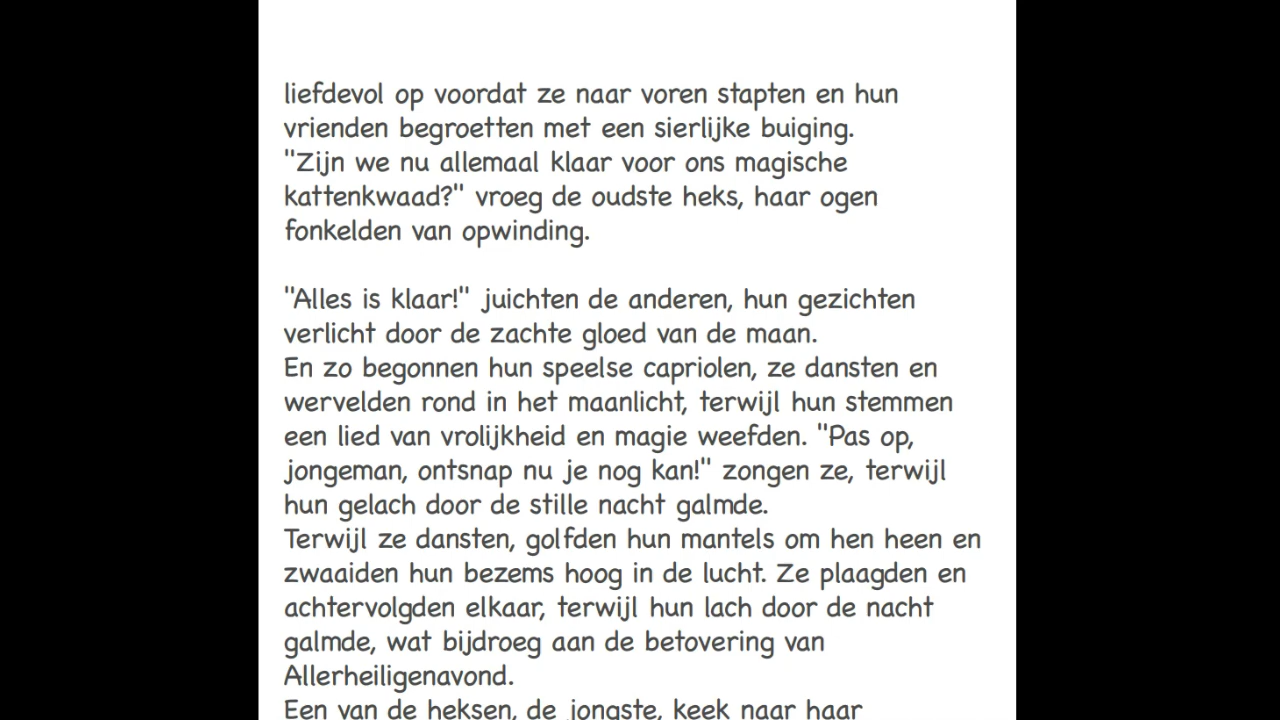 liefdevol op voordat ze naar voren stapten en hun
vrienden begroetten met een sierlijke buiging.
"Zijn we nu allemaal klaar voor ons magische
kattenkwaad?" vroeg de oudste heks, haar ogen
fonkelden van opwinding.
"Alles is klaar!" juichten de anderen, hun gezichten
verlicht door de zachte gloed van de maan.
En zo begonnen hun speelse capriolen, ze dansten en
wervelden rond in het maanlicht, terwijl hun stemmen
een lied van vrolijkheid en magie weefden. "Pas op,
jongeman, ontsnap nu je nog kan!" zongen ze, terwijl
hun gelach door de stille nacht galmde.
Terwijl ze dansten, golfden hun mantels om hen heen en
zwaaiden hun bezems hoog in de lucht. Ze plaagden en
achtervolgden elkaar, terwijl hun lach door de nacht
galmde, wat bijdroeg aan de betovering van
Allerheiligenavond.
Een van de heksen, de jongste, keek naar haar